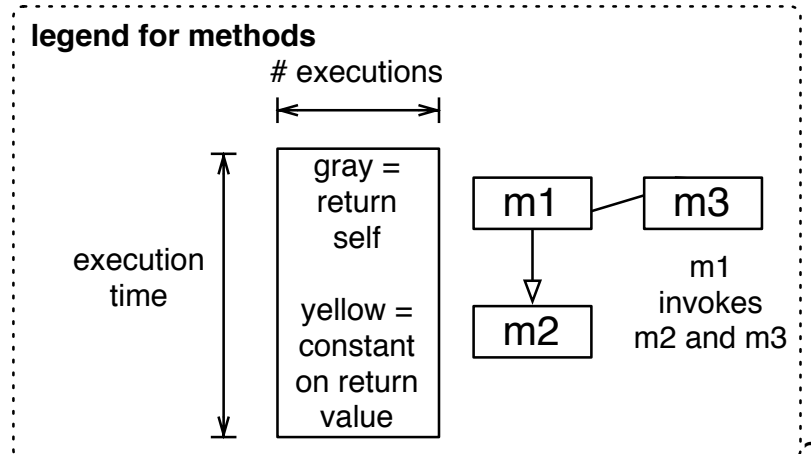 legend for methods
# executions
gray =
return
self
yellow =
constant
on return
value
execution
time
m1
m3
m2
m1
invokes
m2 and m3